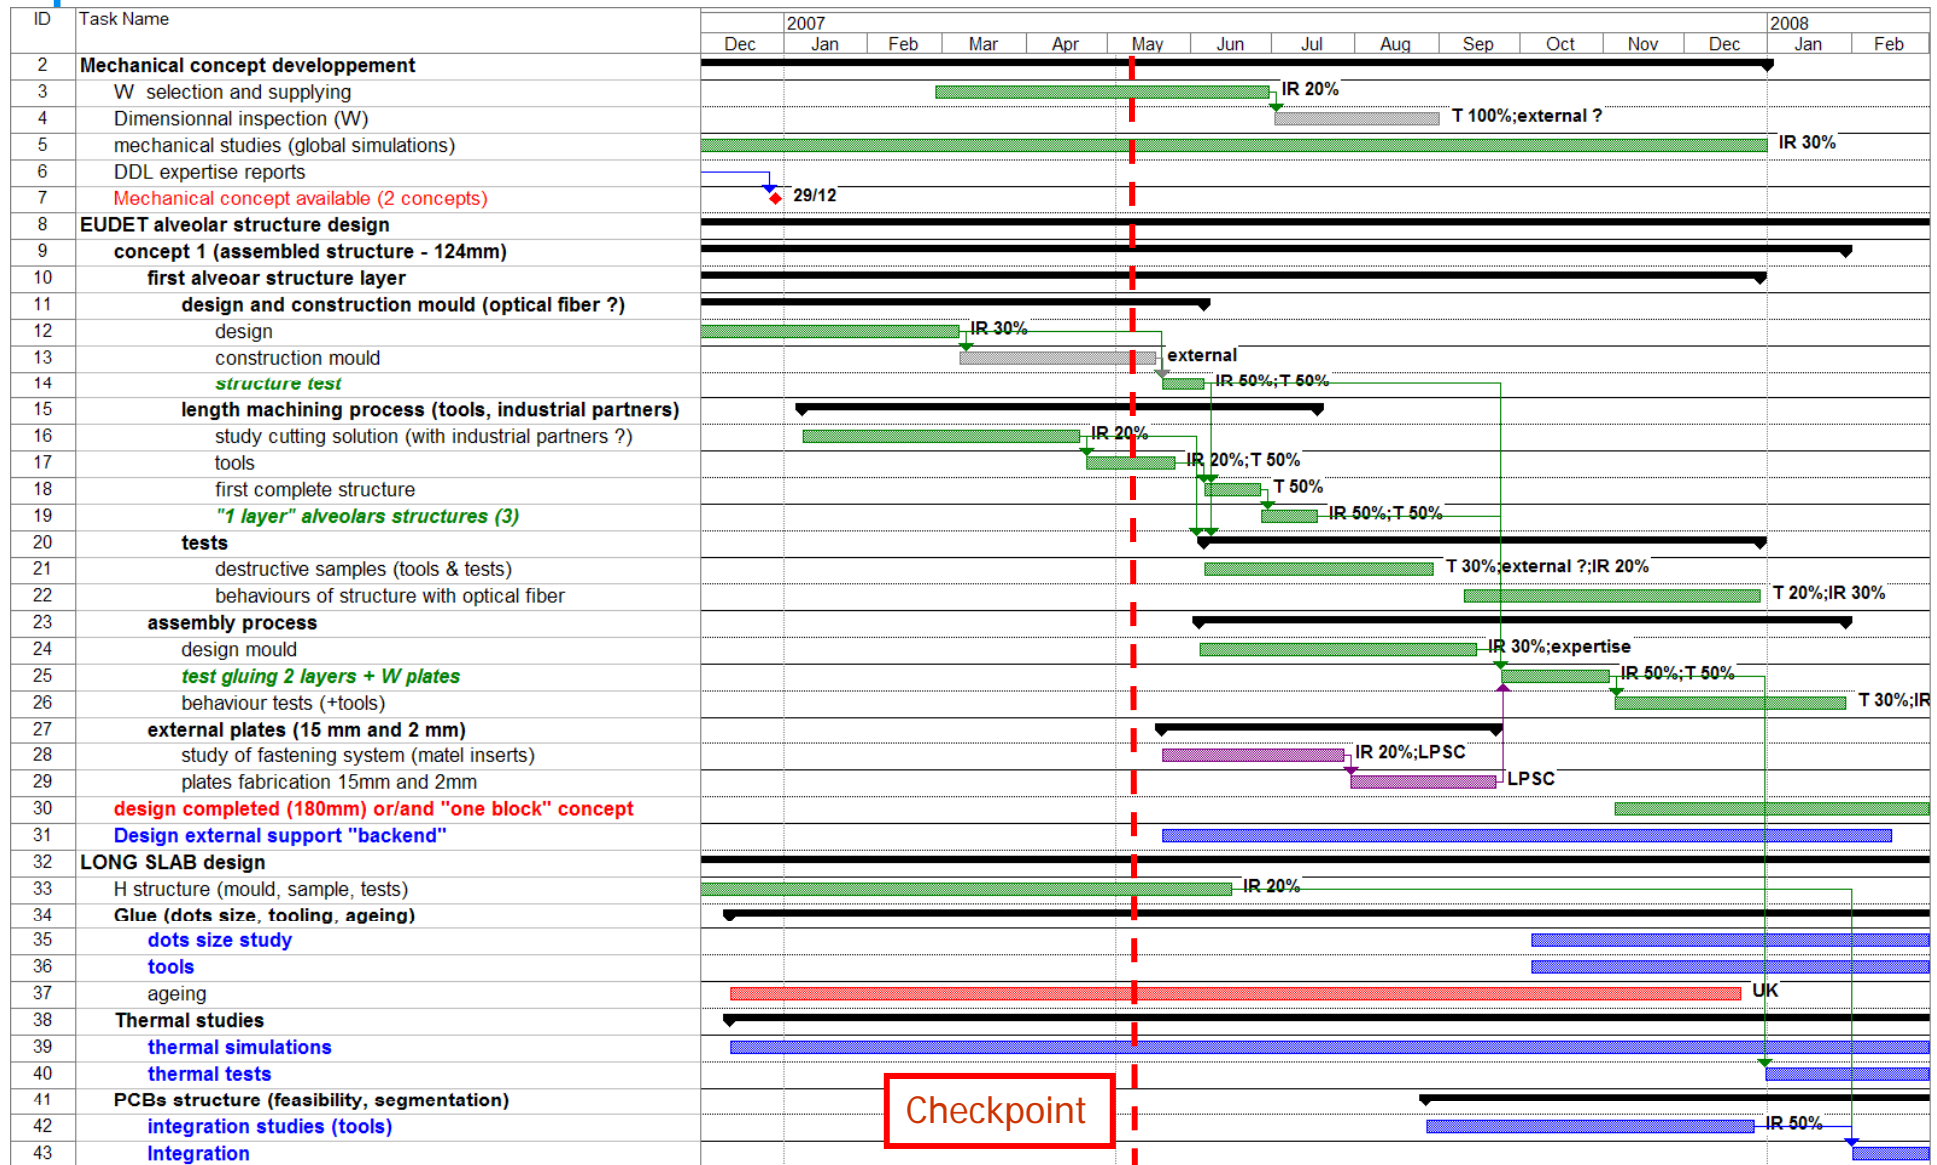 ID Task Name 2007 2008
Dec Jan Feb Mar Apr May Jun Jul Aug Sep Oct Nov Dec Jan Feb
2 Mechanical concept developpement
3 W selection and supplying IR 20%
4 Dimensionnal inspection (W) T 100%;external ?
5 mechanical studies (global simulations) IR 30%
6 DDL expertise reports
7 Mechanical concept available (2 concepts) 29/12
8 EUDET alveolar structure design
9 concept 1 (assembled structure - 124mm)
10 first alveoar structure layer
11 design and construction mould (optical fiber ?)
12 design IR 30%
13 construction mould external
14 structure test IR 50%;T 50%
15 length machining process (tools, industrial partners)
16 study cutting solution (with industrial partners ?) IR 20%
17 tools IR 20%;T 50%
18 first complete structure T 50%
19 "1 layer" alveolars structures (3) IR 50%;T 50%
20 tests
21 destructive samples (tools & tests) T 30%;external ?;IR 20%
22 behaviours of structure with optical fiber T 20%;IR 30%
23 assembly process
24 design mould IR 30%;expertise
25 test gluing 2 layers + W plates IR 50%;T 50%
26 behaviour tests (+tools) T 30%;IR
27 external plates (15 mm and 2 mm)
28 study of fastening system (matel inserts) IR 20%;LPSC
29 plates fabrication 15mm and 2mm LPSC
30 design completed (180mm) or/and "one block" concept
31 Design external support "backend"
32 LONG SLAB design
33 H structure (mould, sample, tests) IR 20%
34 Glue (dots size, tooling, ageing)
35 dots size study
36 tools
37 ageing UK
38 Thermal studies
39 thermal simulations
40 thermal tests
41 PCBs structure (feasibility, segmentation)
42 integration studies (tools) IR 50%
43 Integration
Checkpoint